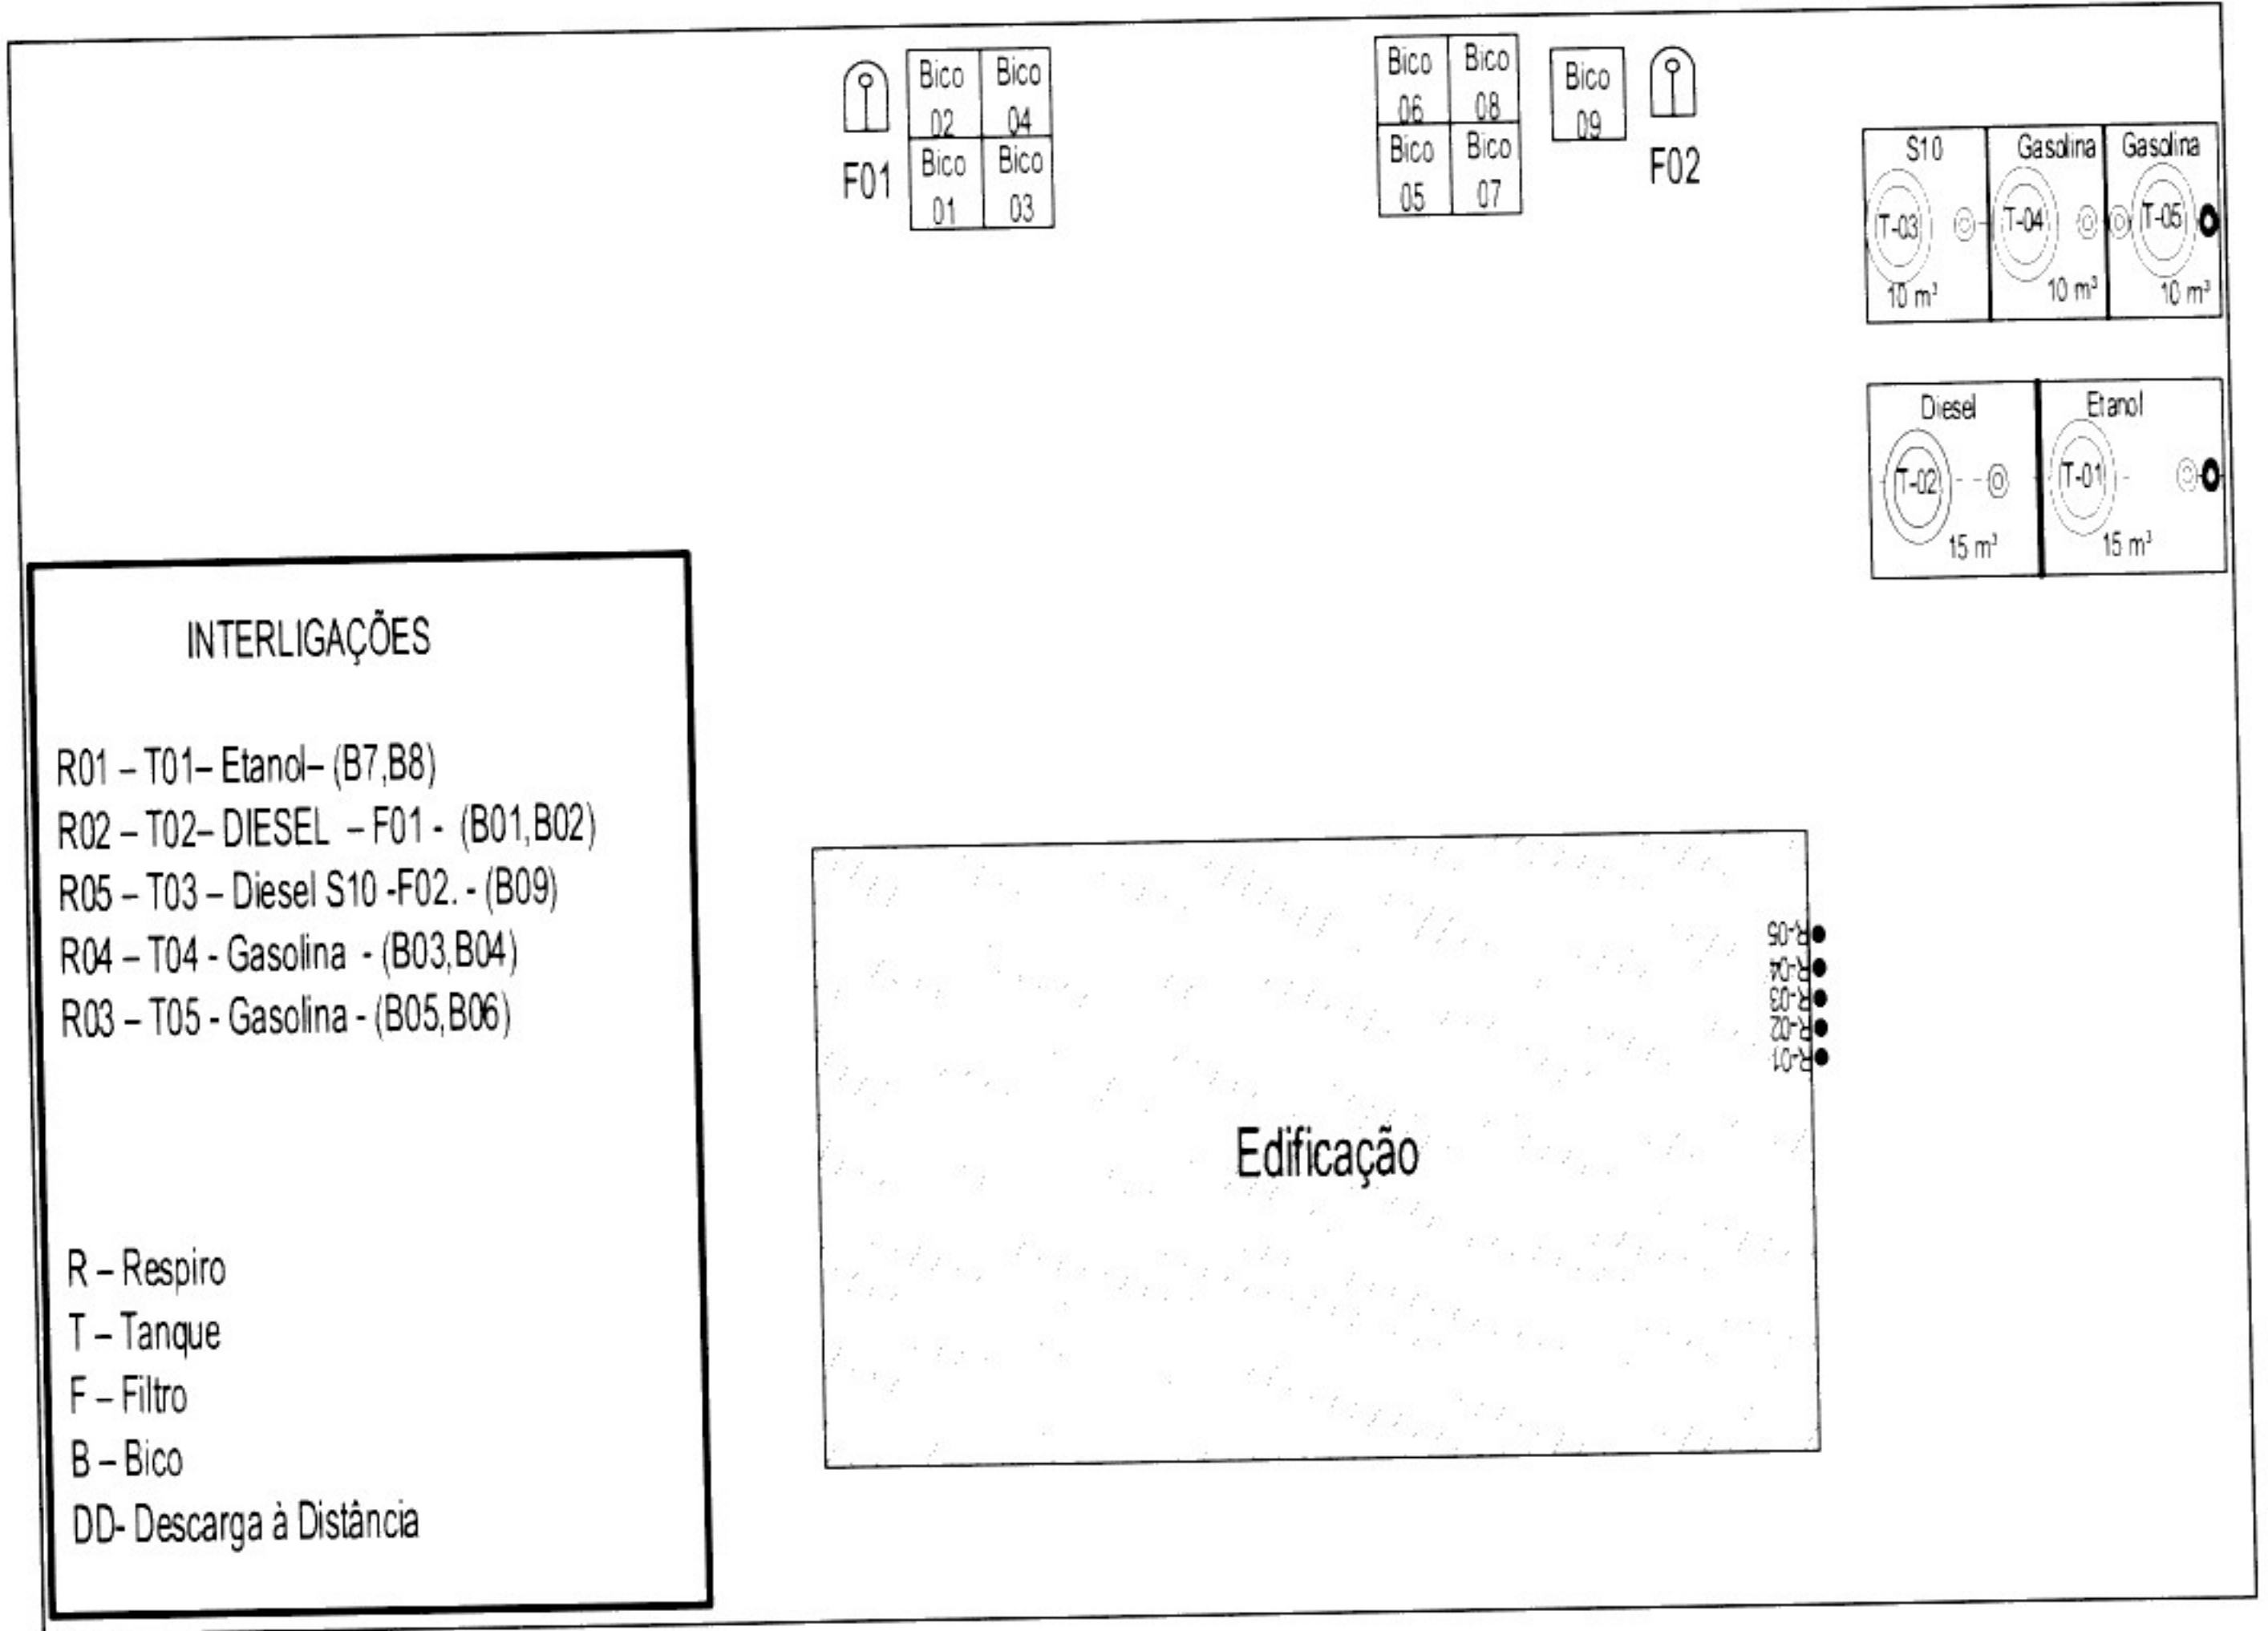 Bico 02
Bico 04
Bico 01
Bico 03
F01
Bico 06
Bico 08
Bico 05
Bico 07
Bico 09
F02
S10
T-03
10 m³
Gasolina
T-04
10 m³
Gasolina
T-05
10 m³
Diesel
T-02
15 m³
Etanol
T-01
15 m³
INTERLIGAÇÕES
R01 – T01– Etanol– (B7,B8)
R02 – T02– DIESEL – F01 - (B01,B02)
R05 – T03 – Diesel S10 -F02. - (B09)
R04 – T04 - Gasolina - (B03,B04)
R03 – T05 - Gasolina - (B05,B06)
R – Respiro
T – Tanque
F – Filtro
B – Bico
DD- Descarga à Distância
R-05
R-04
R-03
R-02
R-01
Edificação